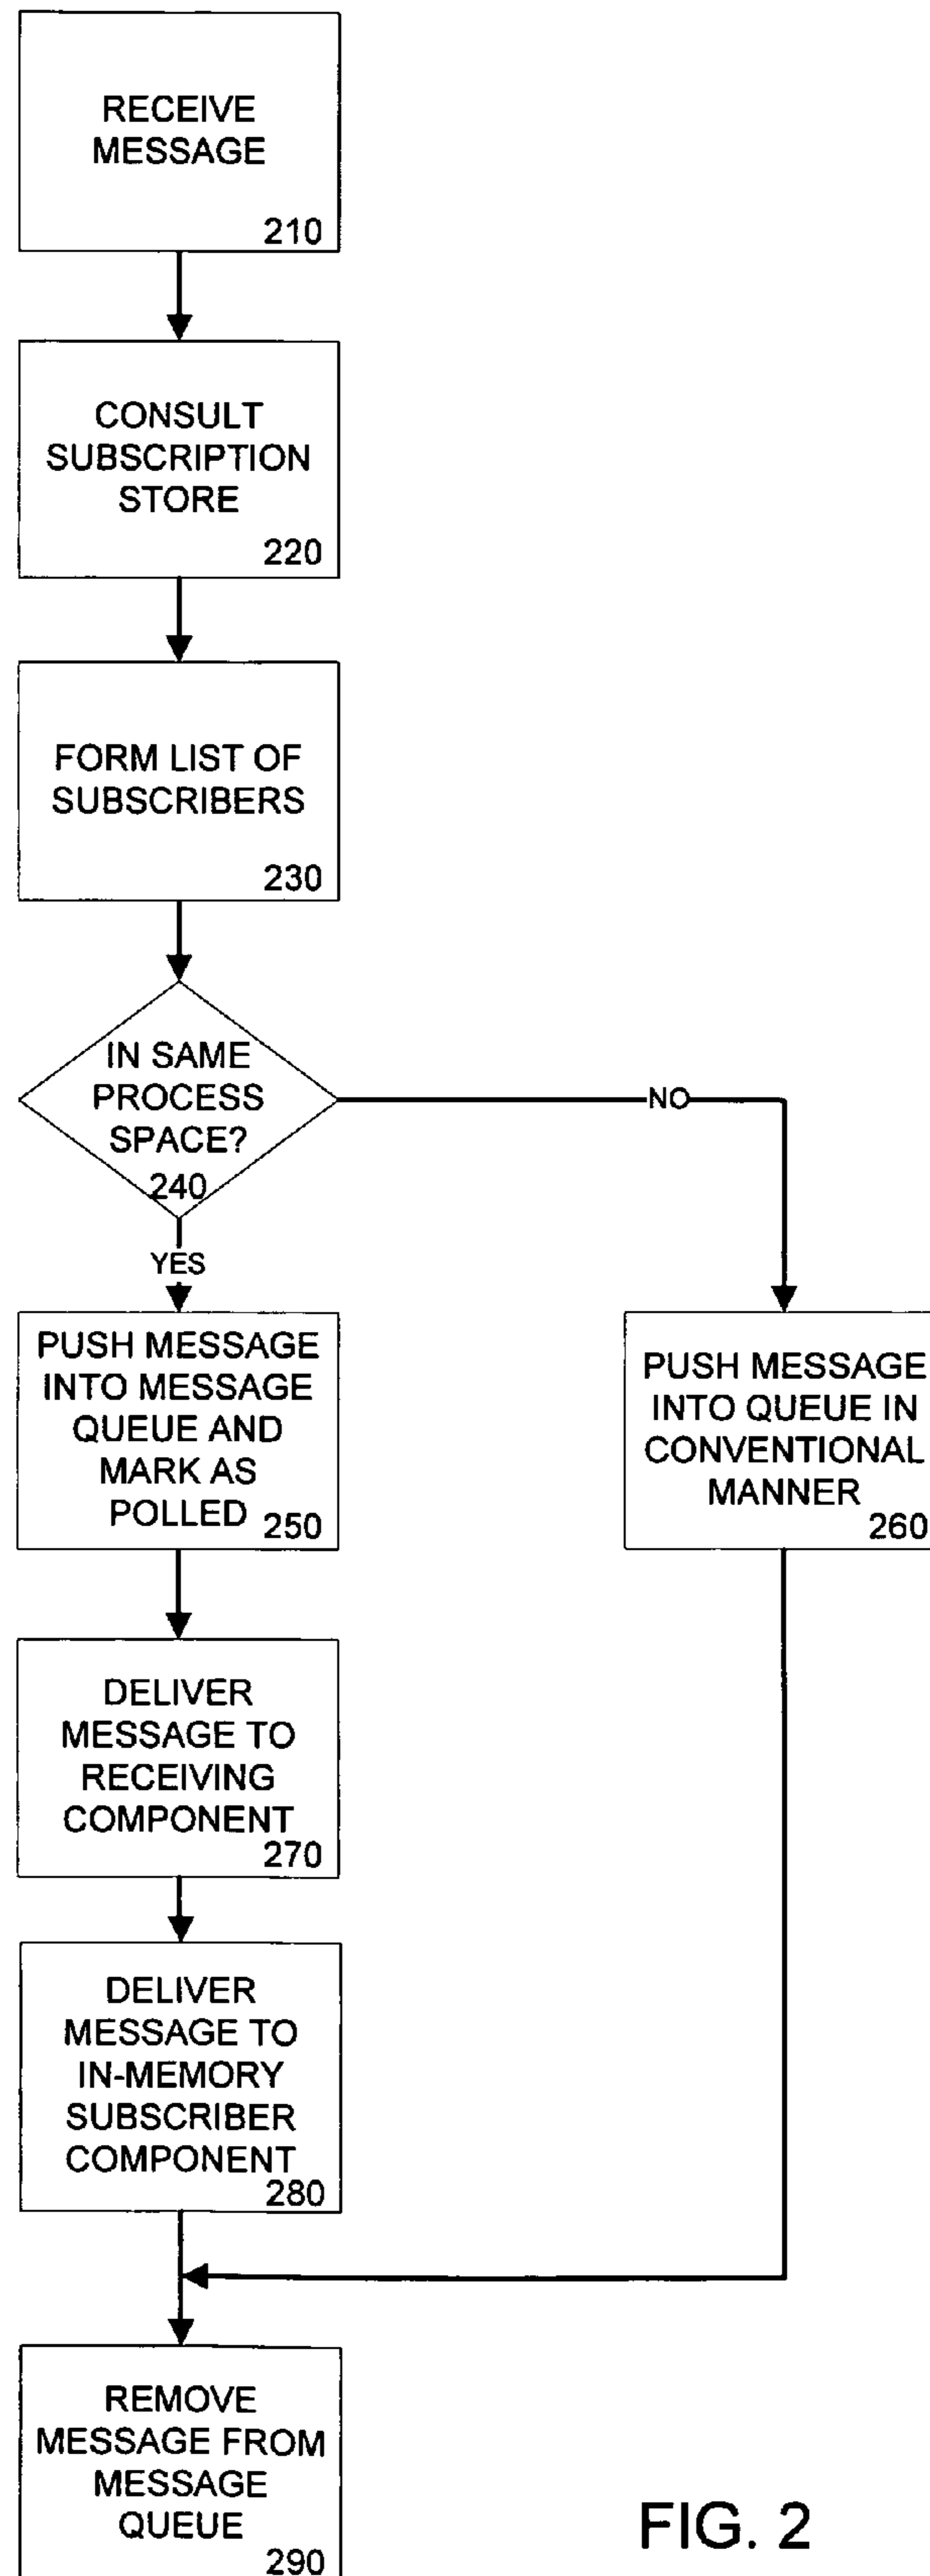 RECEIVE
MESSAGE
210
CONSULT
SUBSCRIPTION
STORE
220
FORM LIST OF
SUBSCRIBERS
230
IN SAME
PROCESS
SPACE?
240
NO
YES
PUSH MESSAGE
INTO MESSAGE
QUEUE AND
MARK AS
POLLED
250
PUSH MESSAGE
INTO QUEUE IN
CONVENTIONAL
MANNER
260
DELIVER
MESSAGE TO
RECEIVING
COMPONENT
270
DELIVER
MESSAGE TO
IN-MEMORY
SUBSCRIBER
COMPONENT
280
REMOVE
MESSAGE FROM
MESSAGE
QUEUE
290
FIG. 2